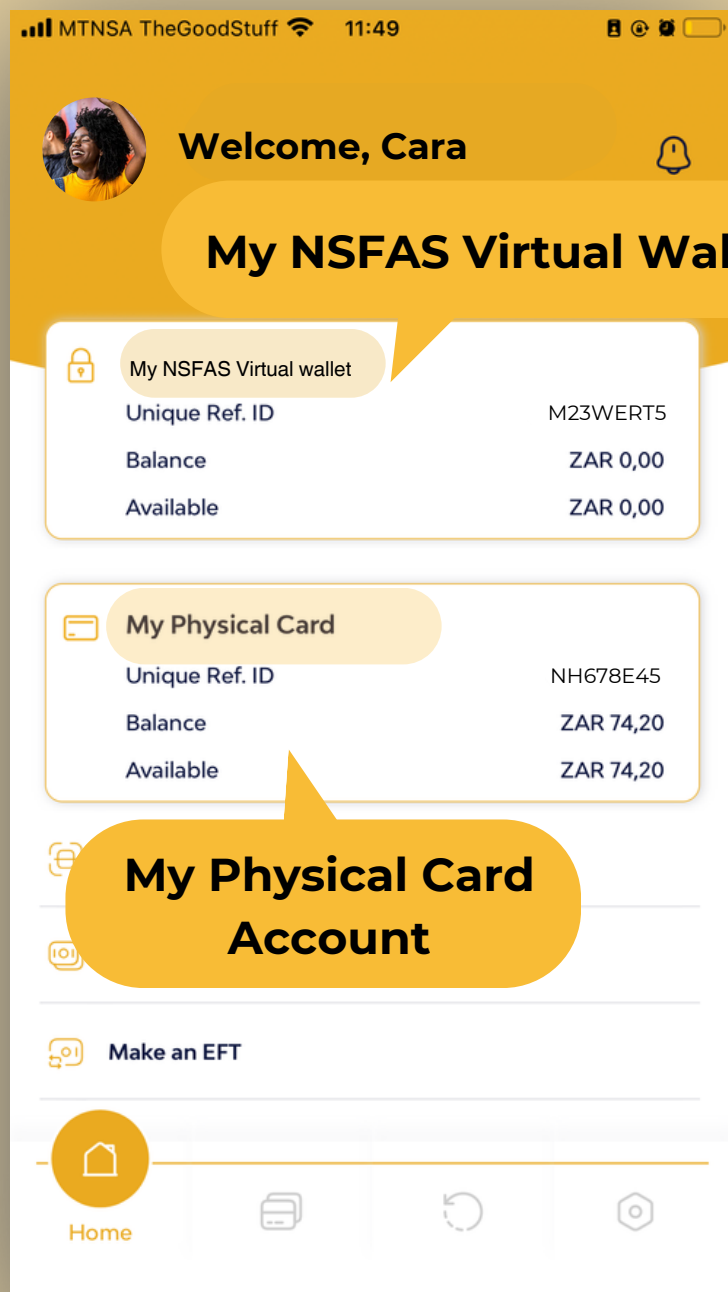 MTNSA TheGoodStuff 11:49
Welcome, Cara
My NSFAS Virtual Wal
My NSFAS Virtual wallet
Unique Ref. ID M23WERT5
Balance ZAR 0,00
Available ZAR 0,00
My Physical Card
Unique Ref. ID NH678E45
Balance ZAR 74,20
Available ZAR 74,20
My Physical Card
Account
Make an EFT
Home